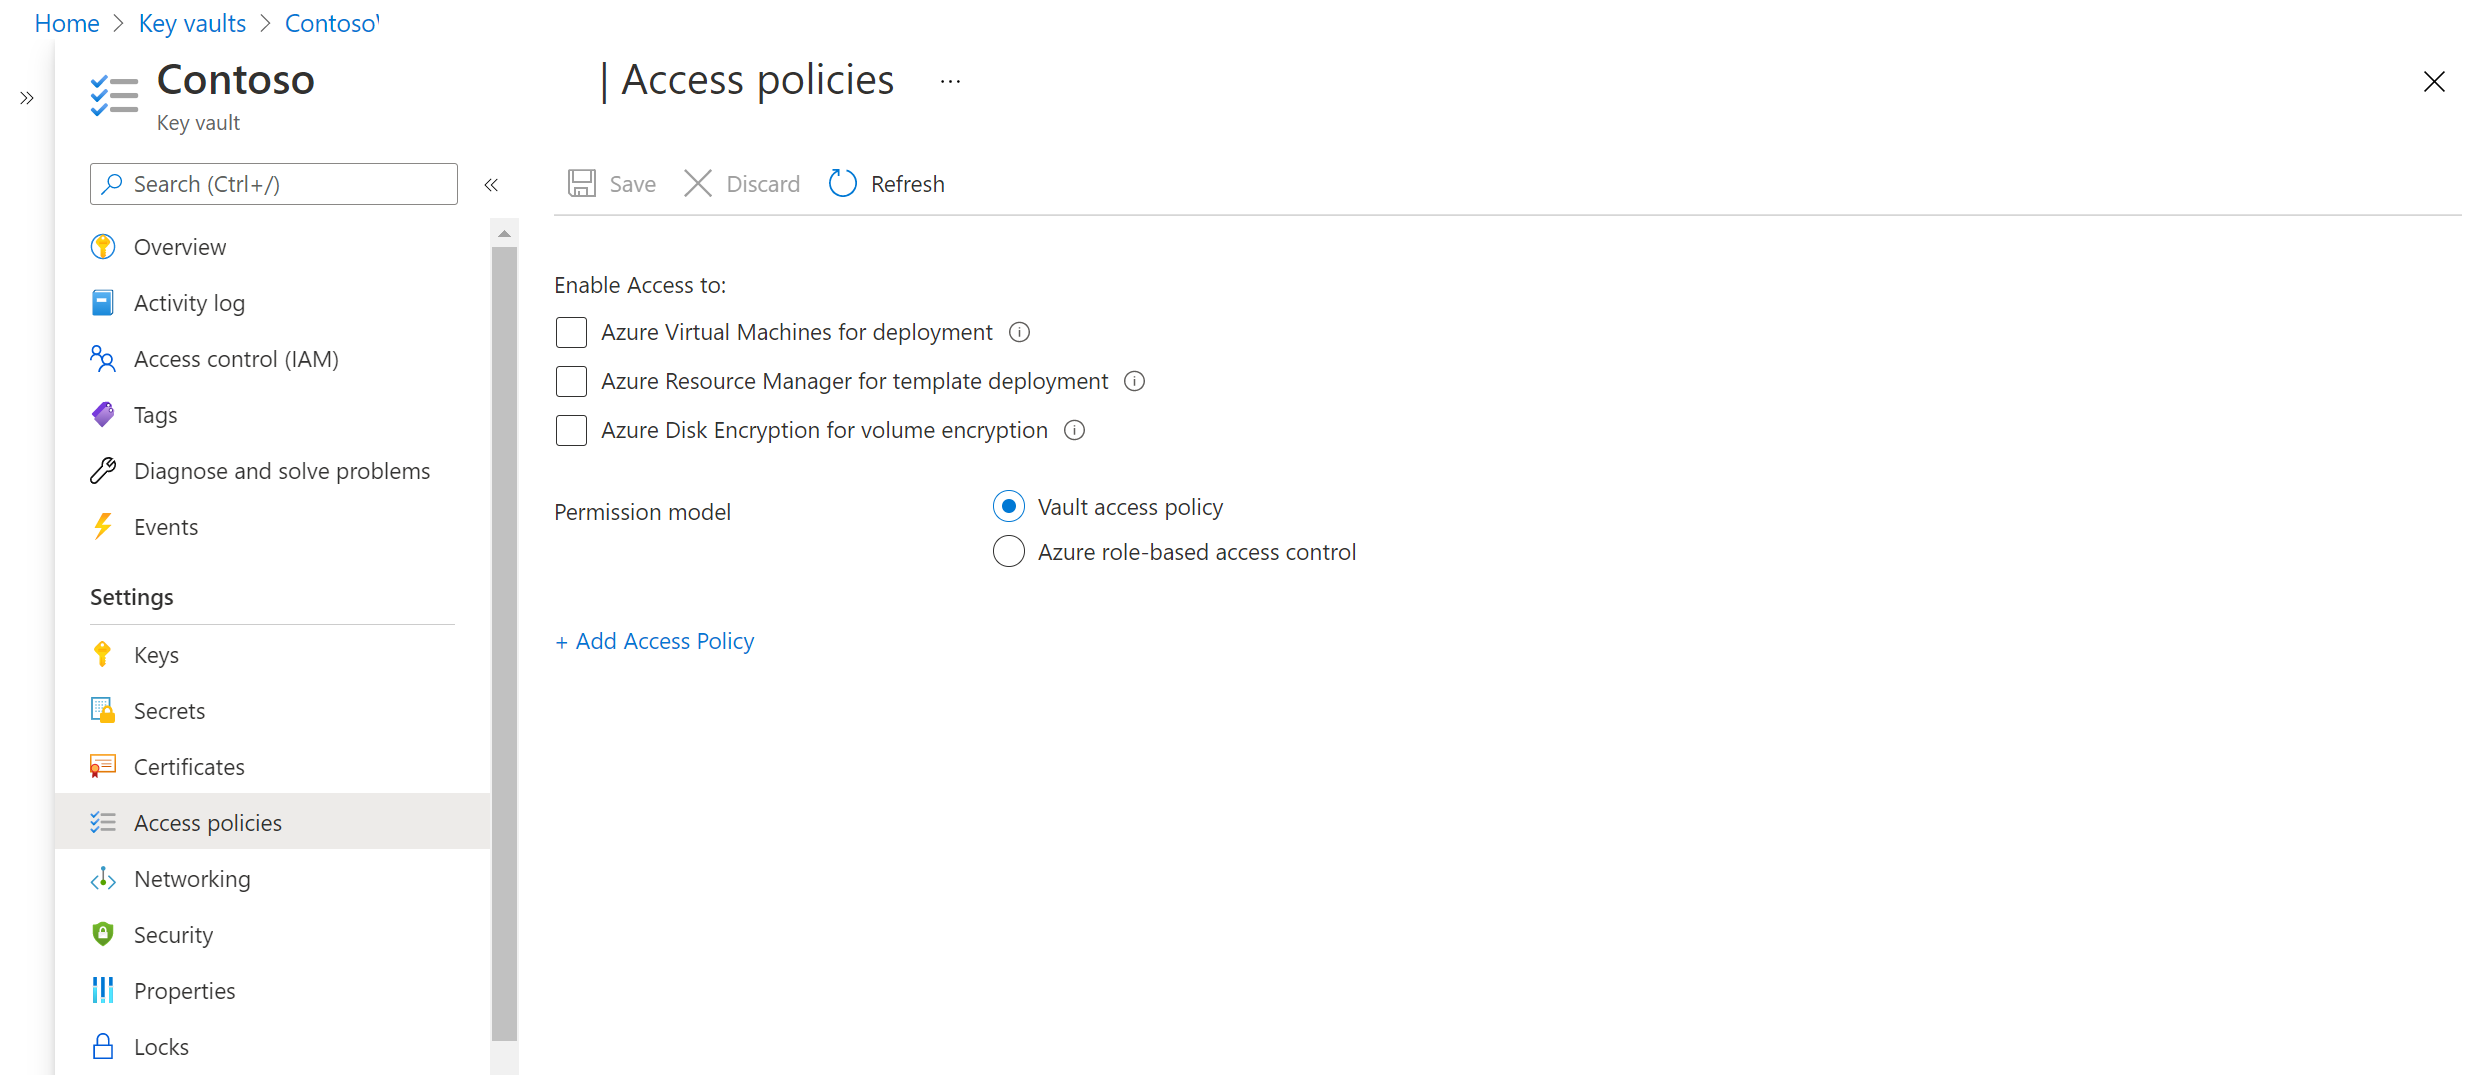 Home > Key vaults > Contoso
Contoso | Access policies ...
Key vault
Search (Ctrl+/)
Save Discard Refresh
Overview
Activity log
Access control (IAM)
Tags
Diagnose and solve problems
Events
Settings
Keys
Secrets
Certificates
Access policies
Networking
Security
Properties
Locks
Enable Access to:
Azure Virtual Machines for deployment
Azure Resource Manager for template deployment
Azure Disk Encryption for volume encryption
Permission model
Vault access policy
Azure role-based access control
+ Add Access Policy